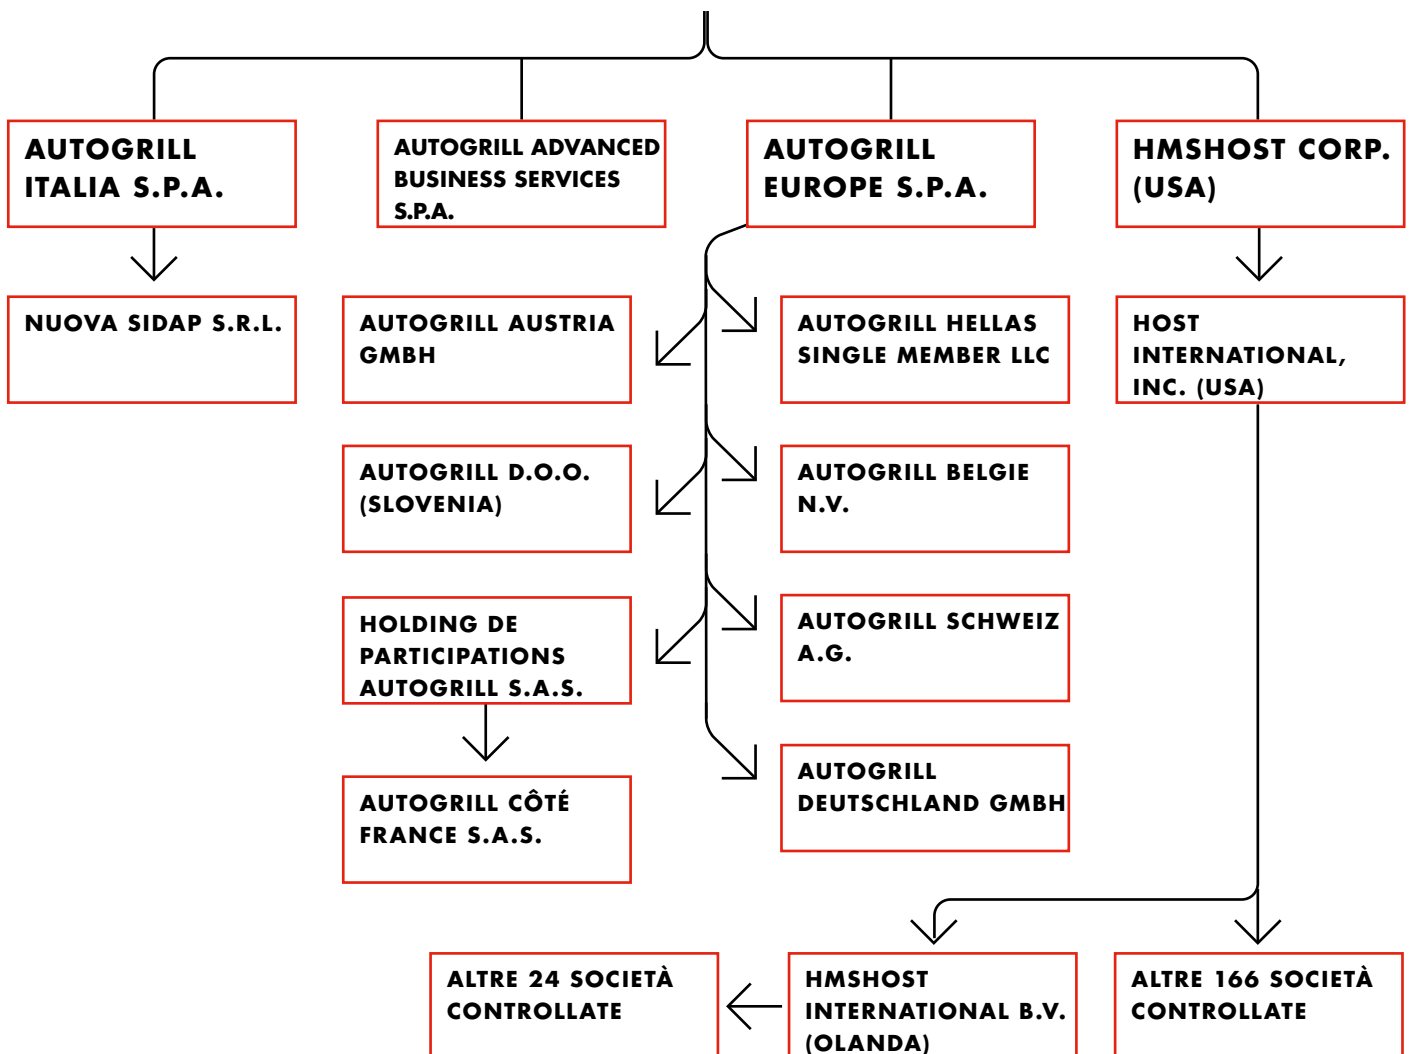 AUTOGRILL
ITALIA S.P.A.
AUTOGRILL ADVANCED
BUSINESS SERVICES
S.P.A.
AUTOGRILL
EUROPE S.P.A.
HMSHOST CORP.
(USA)
NUOVA SIDAP S.R.L.
AUTOGRILL AUSTRIA
GMBH
AUTOGRILL HELLAS
SINGLE MEMBER LLC
HOST
INTERNATIONAL,
INC. (USA)
AUTOGRILL D.O.O.
(SLOVENIA)
AUTOGRILL BELGIE
N.V.
HOLDING DE
PARTICIPATIONS
AUTOGRILL S.A.S.
AUTOGRILL SCHWEIZ
A.G.
AUTOGRILL CÔTÉ
FRANCE S.A.S.
AUTOGRILL
DEUTSCHLAND GMBH
ALTRE 24 SOCIETÀ
CONTROLLATE
HMSHOST
INTERNATIONAL B.V.
(OLANDA)
ALTRE 166 SOCIETÀ
CONTROLLATE